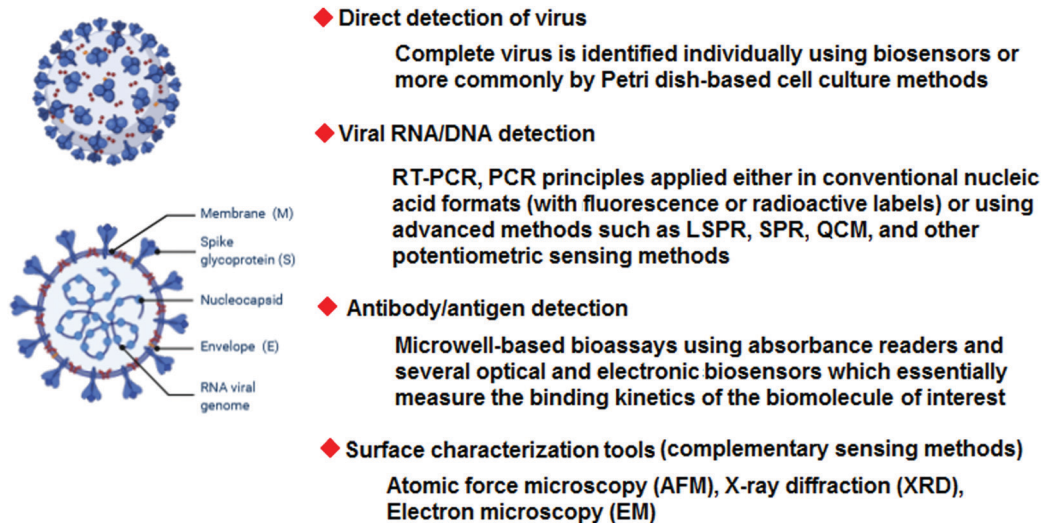 Direct detection of virus
Complete virus is identified individually using biosensors or
more commonly by Petri dish-based cell culture methods
Viral RNA/DNA detection
RT-PCR, PCR principles applied either in conventional nucleic
acid formats (with fluorescence or radioactive labels) or using
advanced methods such as LSPR, SPR, QCM, and other
potentiometric sensing methods
Membrane (M)
Spike
glycoprotein (S)
Nucleocapsid
Envelope (E)
RNA viral
genome
Antibody/antigen detection
Microwell-based bioassays using absorbance readers and
several optical and electronic biosensors which essentially
measure the binding kinetics of the biomolecule of interest
Surface characterization tools (complementary sensing methods)
Atomic force microscopy (AFM), X-ray diffraction (XRD),
Electron microscopy (EM)